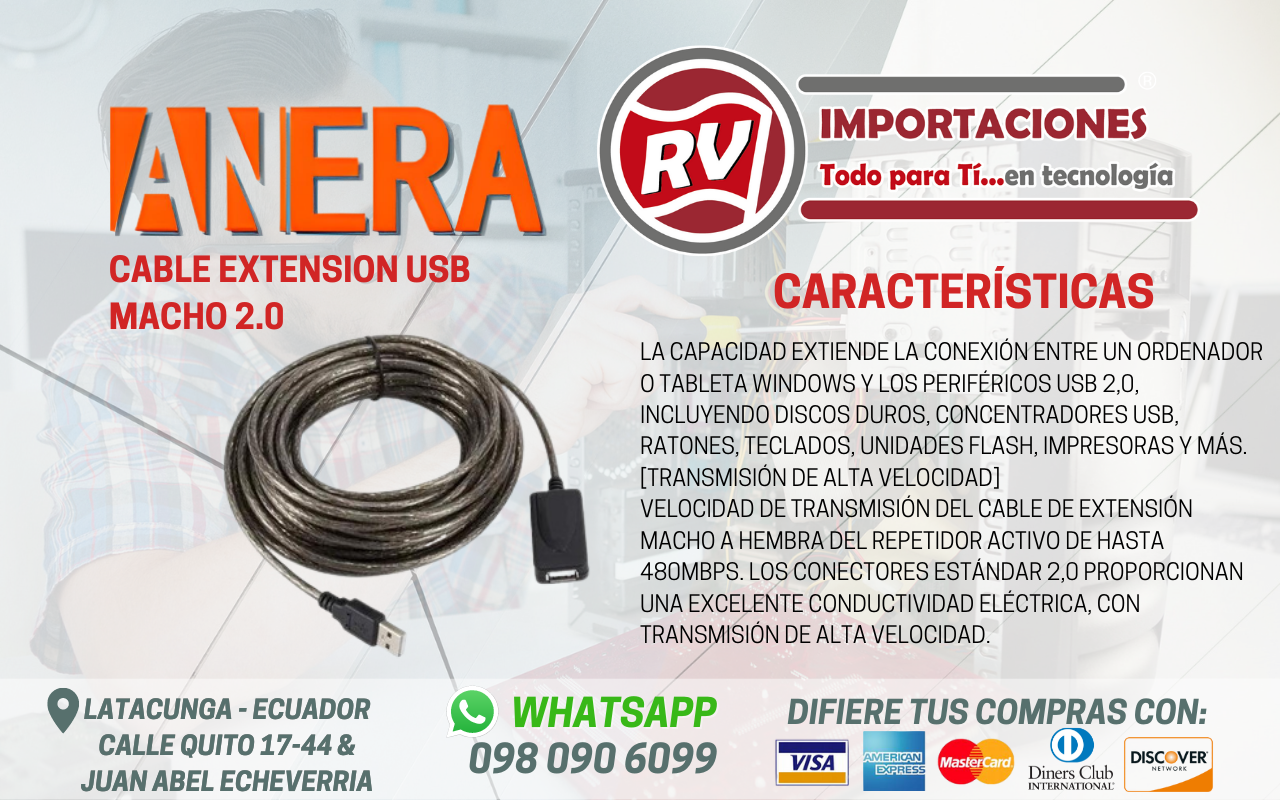 ANERA
CABLE EXTENSION USB
MACHO 2.0
RV
®
IMPORTACIONES
Todo para Tí...en tecnología
CARACTERÍSTICAS
LA CAPACIDAD EXTIENDE LA CONEXIÓN ENTRE UN ORDENADOR
O TABLETA WINDOWS Y LOS PERIFÉRICOS USB 2,0,
INCLUYENDO DISCOS DUROS, CONCENTRADORES USB,
RATONES, TECLADOS, UNIDADES FLASH, IMPRESORAS Y MÁS.
[TRANSMISIÓN DE ALTA VELOCIDAD]
VELOCIDAD DE TRANSMISIÓN DEL CABLE DE EXTENSIÓN
MACHO A HEMBRA DEL REPETIDOR ACTIVO DE HASTA
480MBPS. LOS CONECTORES ESTÁNDAR 2,0 PROPORCIONAN
UNA EXCELENTE CONDUCTIVIDAD ELÉCTRICA, CON
TRANSMISIÓN DE ALTA VELOCIDAD.
LATACUNGA - ECUADOR
CALLE QUITO 17-44 &
JUAN ABEL ECHEVERRIA
WHATSAPP
098 090 6099
DIFIERE TUS COMPRAS CON:
VISA
AMERICAN
EXPRESS
MasterCard
Diners Club
INTERNATIONAL
DISCOVER
NETWORK